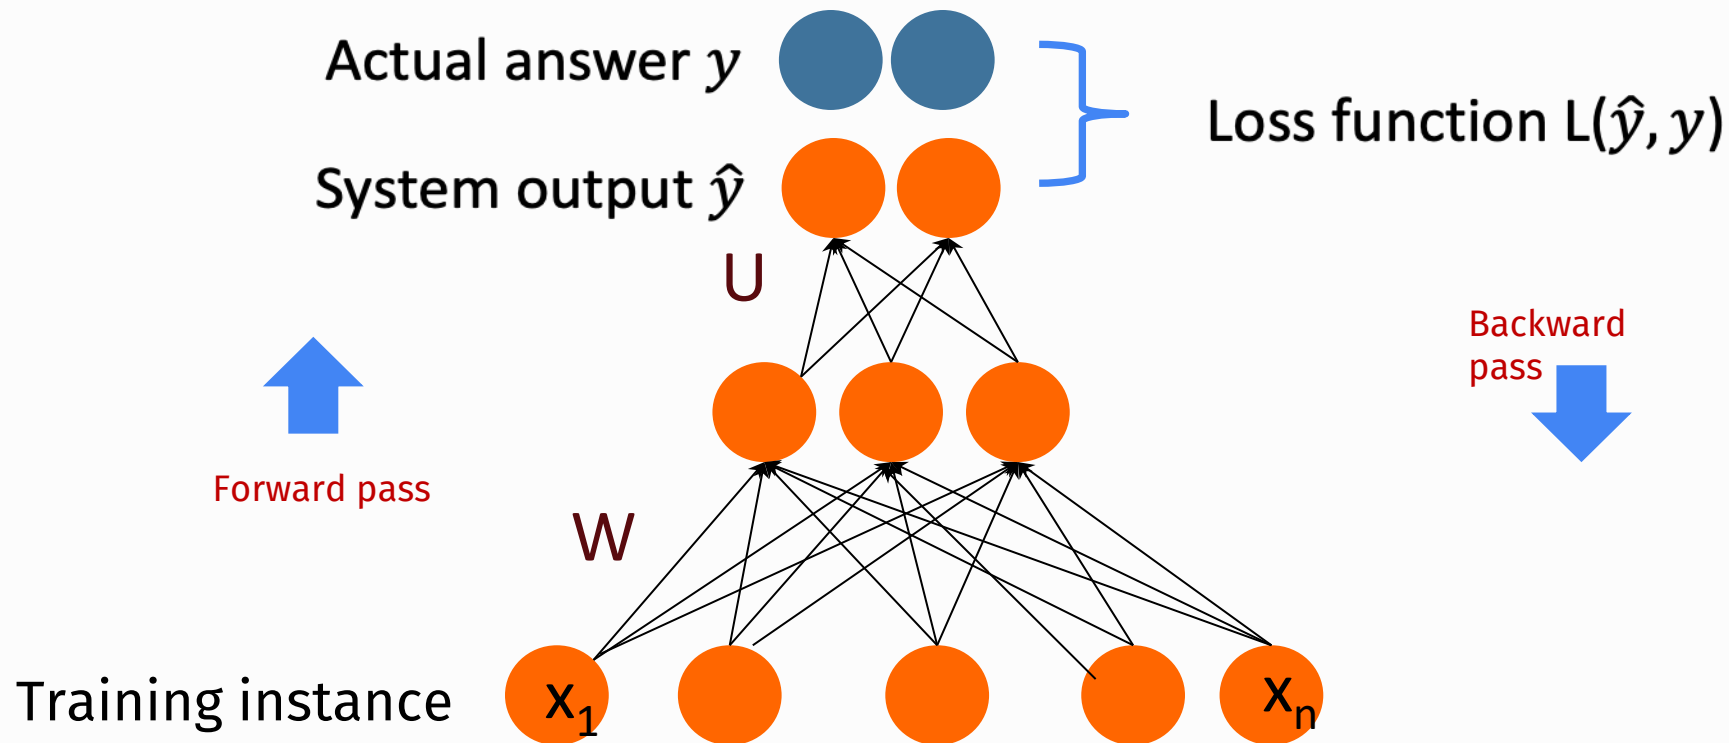 Actual answer y
Loss function L(ŷ, y)
System output ŷ
U
Backward
pass
Forward pass
W
Training instance
x₁
xₙ